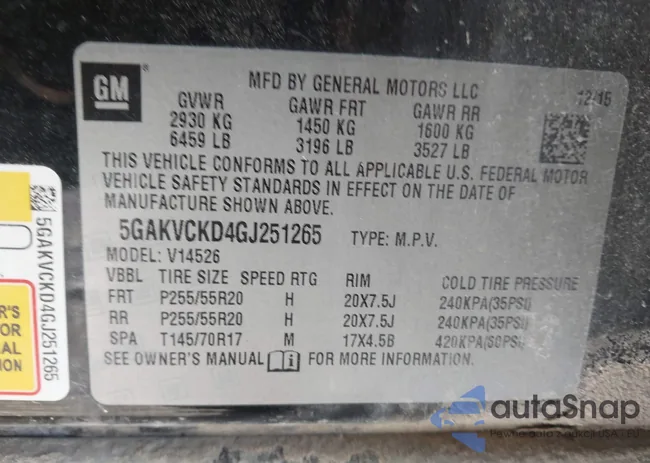 GM
MFD BY GENERAL MOTORS LLC
12/15
GVWR GAWR FRT GAWR RR
2930 KG 1450 KG 1600 KG
6459 LB 3196 LB 3527 LB
THIS VEHICLE CONFORMS TO ALL APPLICABLE U.S. FEDERAL MOTOR
VEHICLE SAFETY STANDARDS IN EFFECT ON THE DATE OF
MANUFACTURE SHOWN ABOVE.
5GAKVCKD4GJ251265 TYPE: M.P.V.
MODEL: V14526
VBBL TIRE SIZE SPEED RTG RIM COLD TIRE PRESSURE
FRT P255/55R20 H 20X7.5J 240KPA(35PSI)
RR P255/55R20 H 20X7.5J 240KPA(35PSI)
SPA T145/70R17 M 17X4.5B 420KPA(60PSI)
SEE OWNER'S MANUAL FOR MORE INFORMATION.
5GAKVCKD4GJ251265
autoSnap